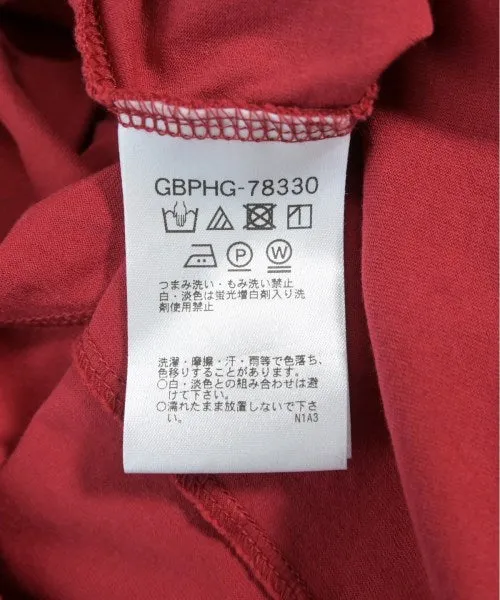 GBPHG-78330
P W
つまみ洗い・もみ洗い禁止
白・淡色は蛍光増白剤入り洗
剤使用禁止
洗濯・摩擦・汗・雨等で色落ち、
色移りすることがあります。
○白・淡色との組み合わせは避
けて下さい。
○濡れたまま放置しないで下さ
い。 N1A3